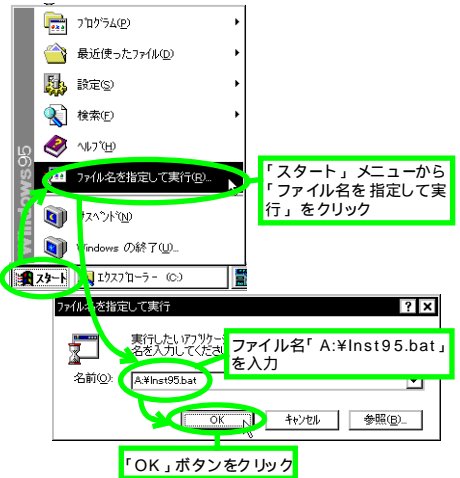 ﾌﾟﾛｸﾞﾗﾑ(P)
最近使ったﾌｧｲﾙ(D)
設定(S)
検索(F)
ﾍﾙﾌﾟ(H)
ﾌｧｲﾙ名を指定して実行(R)...
ｻｽﾍﾟﾝﾄﾞ(N)
Windows の終了(U)...
Windows95
スタート
ｴｸｽﾌﾟﾛｰﾗｰ - (C:)
「スタート」メニューから
「ファイル名を指定して実
行」をクリック
ﾌｧｲﾙ名を指定して実行
実行したいｱﾌﾟﾘｹｰ
名を入力してくださ
名前(O):
A:¥Inst95.bat
ファイル名「A:¥Inst95.bat」
を入力
OK
ｷｬﾝｾﾙ
参照(B)...
「OK」ボタンをクリック